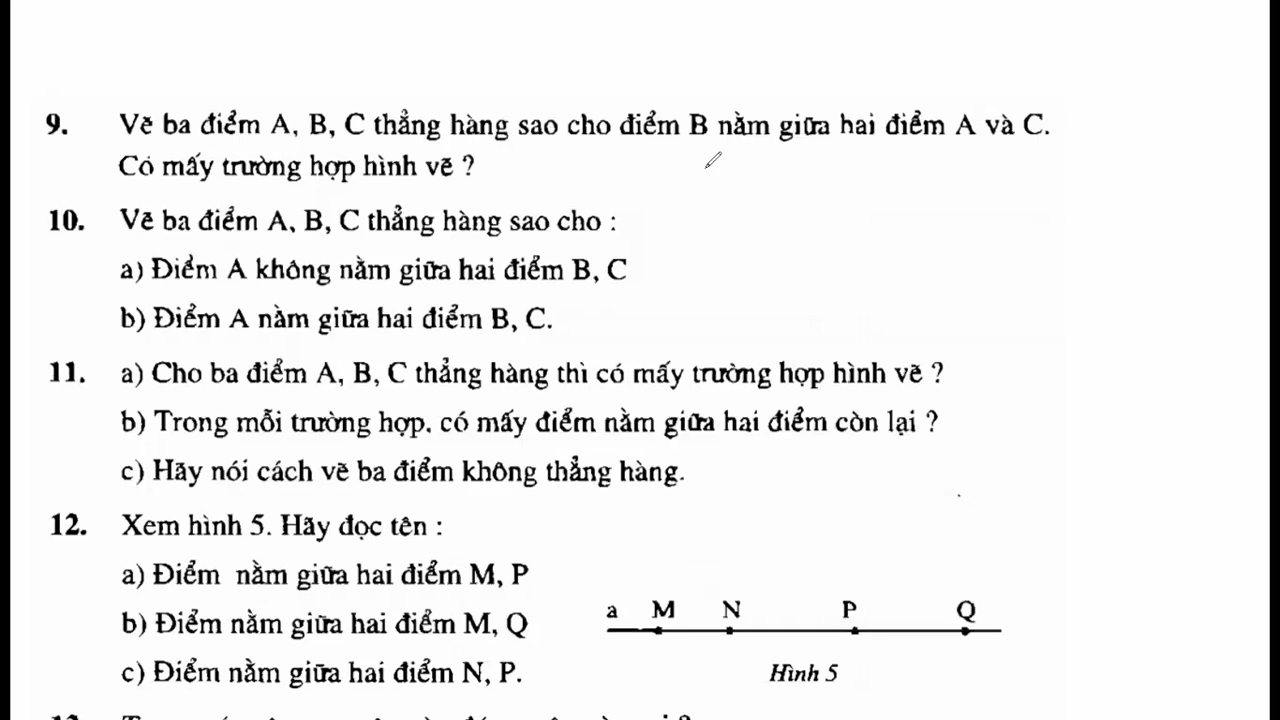 9. Vẽ ba điểm A, B, C thẳng hàng sao cho điểm B nằm giữa hai điểm A và C.
Có mấy trường hợp hình vẽ ?
10. Vẽ ba điểm A, B, C thẳng hàng sao cho :
a) Điểm A không nằm giữa hai điểm B, C
b) Điểm A nằm giữa hai điểm B, C.
11. a) Cho ba điểm A, B, C thẳng hàng thì có mấy trường hợp hình vẽ ?
b) Trong mỗi trường hợp, có mấy điểm nằm giữa hai điểm còn lại ?
c) Hãy nói cách vẽ ba điểm không thẳng hàng.
12. Xem hình 5. Hãy đọc tên :
a) Điểm nằm giữa hai điểm M, P
b) Điểm nằm giữa hai điểm M, Q
c) Điểm nằm giữa hai điểm N, P.
a M N P Q
Hình 5